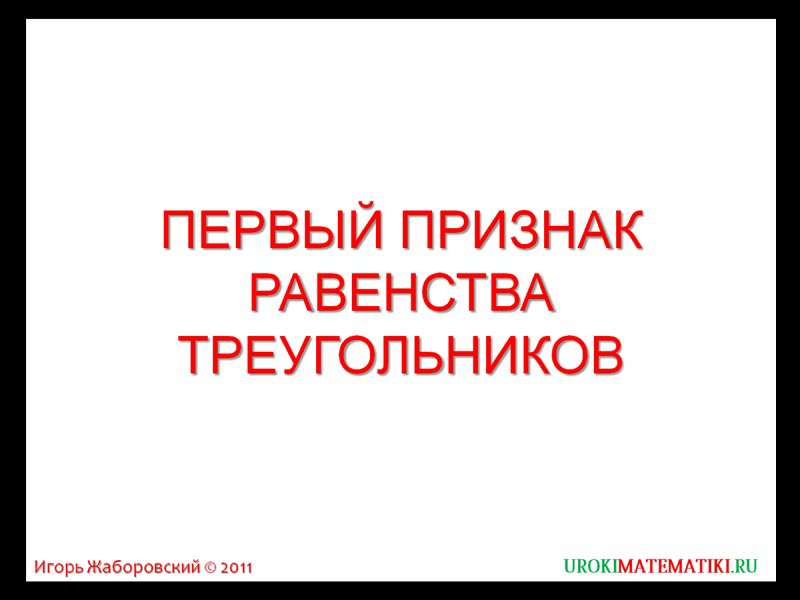 ПЕРВЫЙ ПРИЗНАК
РАВЕНСТВА
ТРЕУГОЛЬНИКОВ
Игорь Жаборовский © 2011
UROKIMATEMATIKI.RU